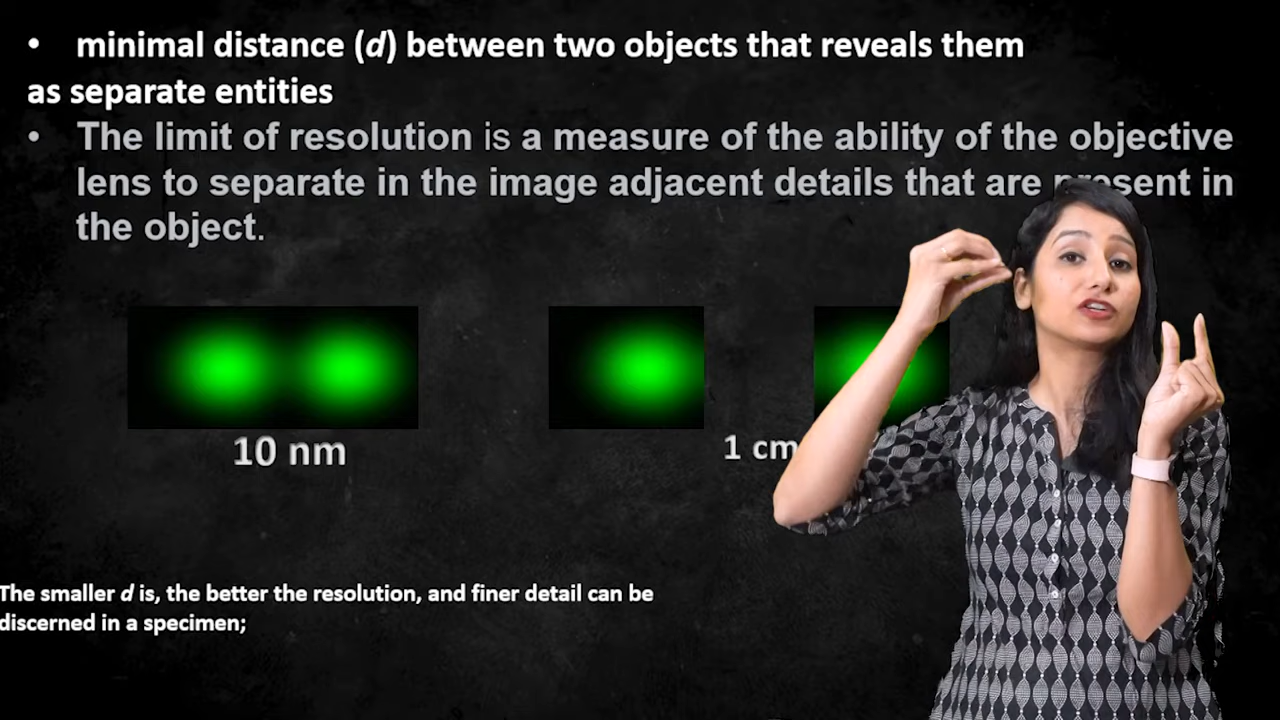 • minimal distance (d) between two objects that reveals them
as separate entities
• The limit of resolution is a measure of the ability of the objective
lens to separate in the image adjacent details that are present in
the object.
10 nm
1 cm
The smaller d is, the better the resolution, and finer detail can be
discerned in a specimen;